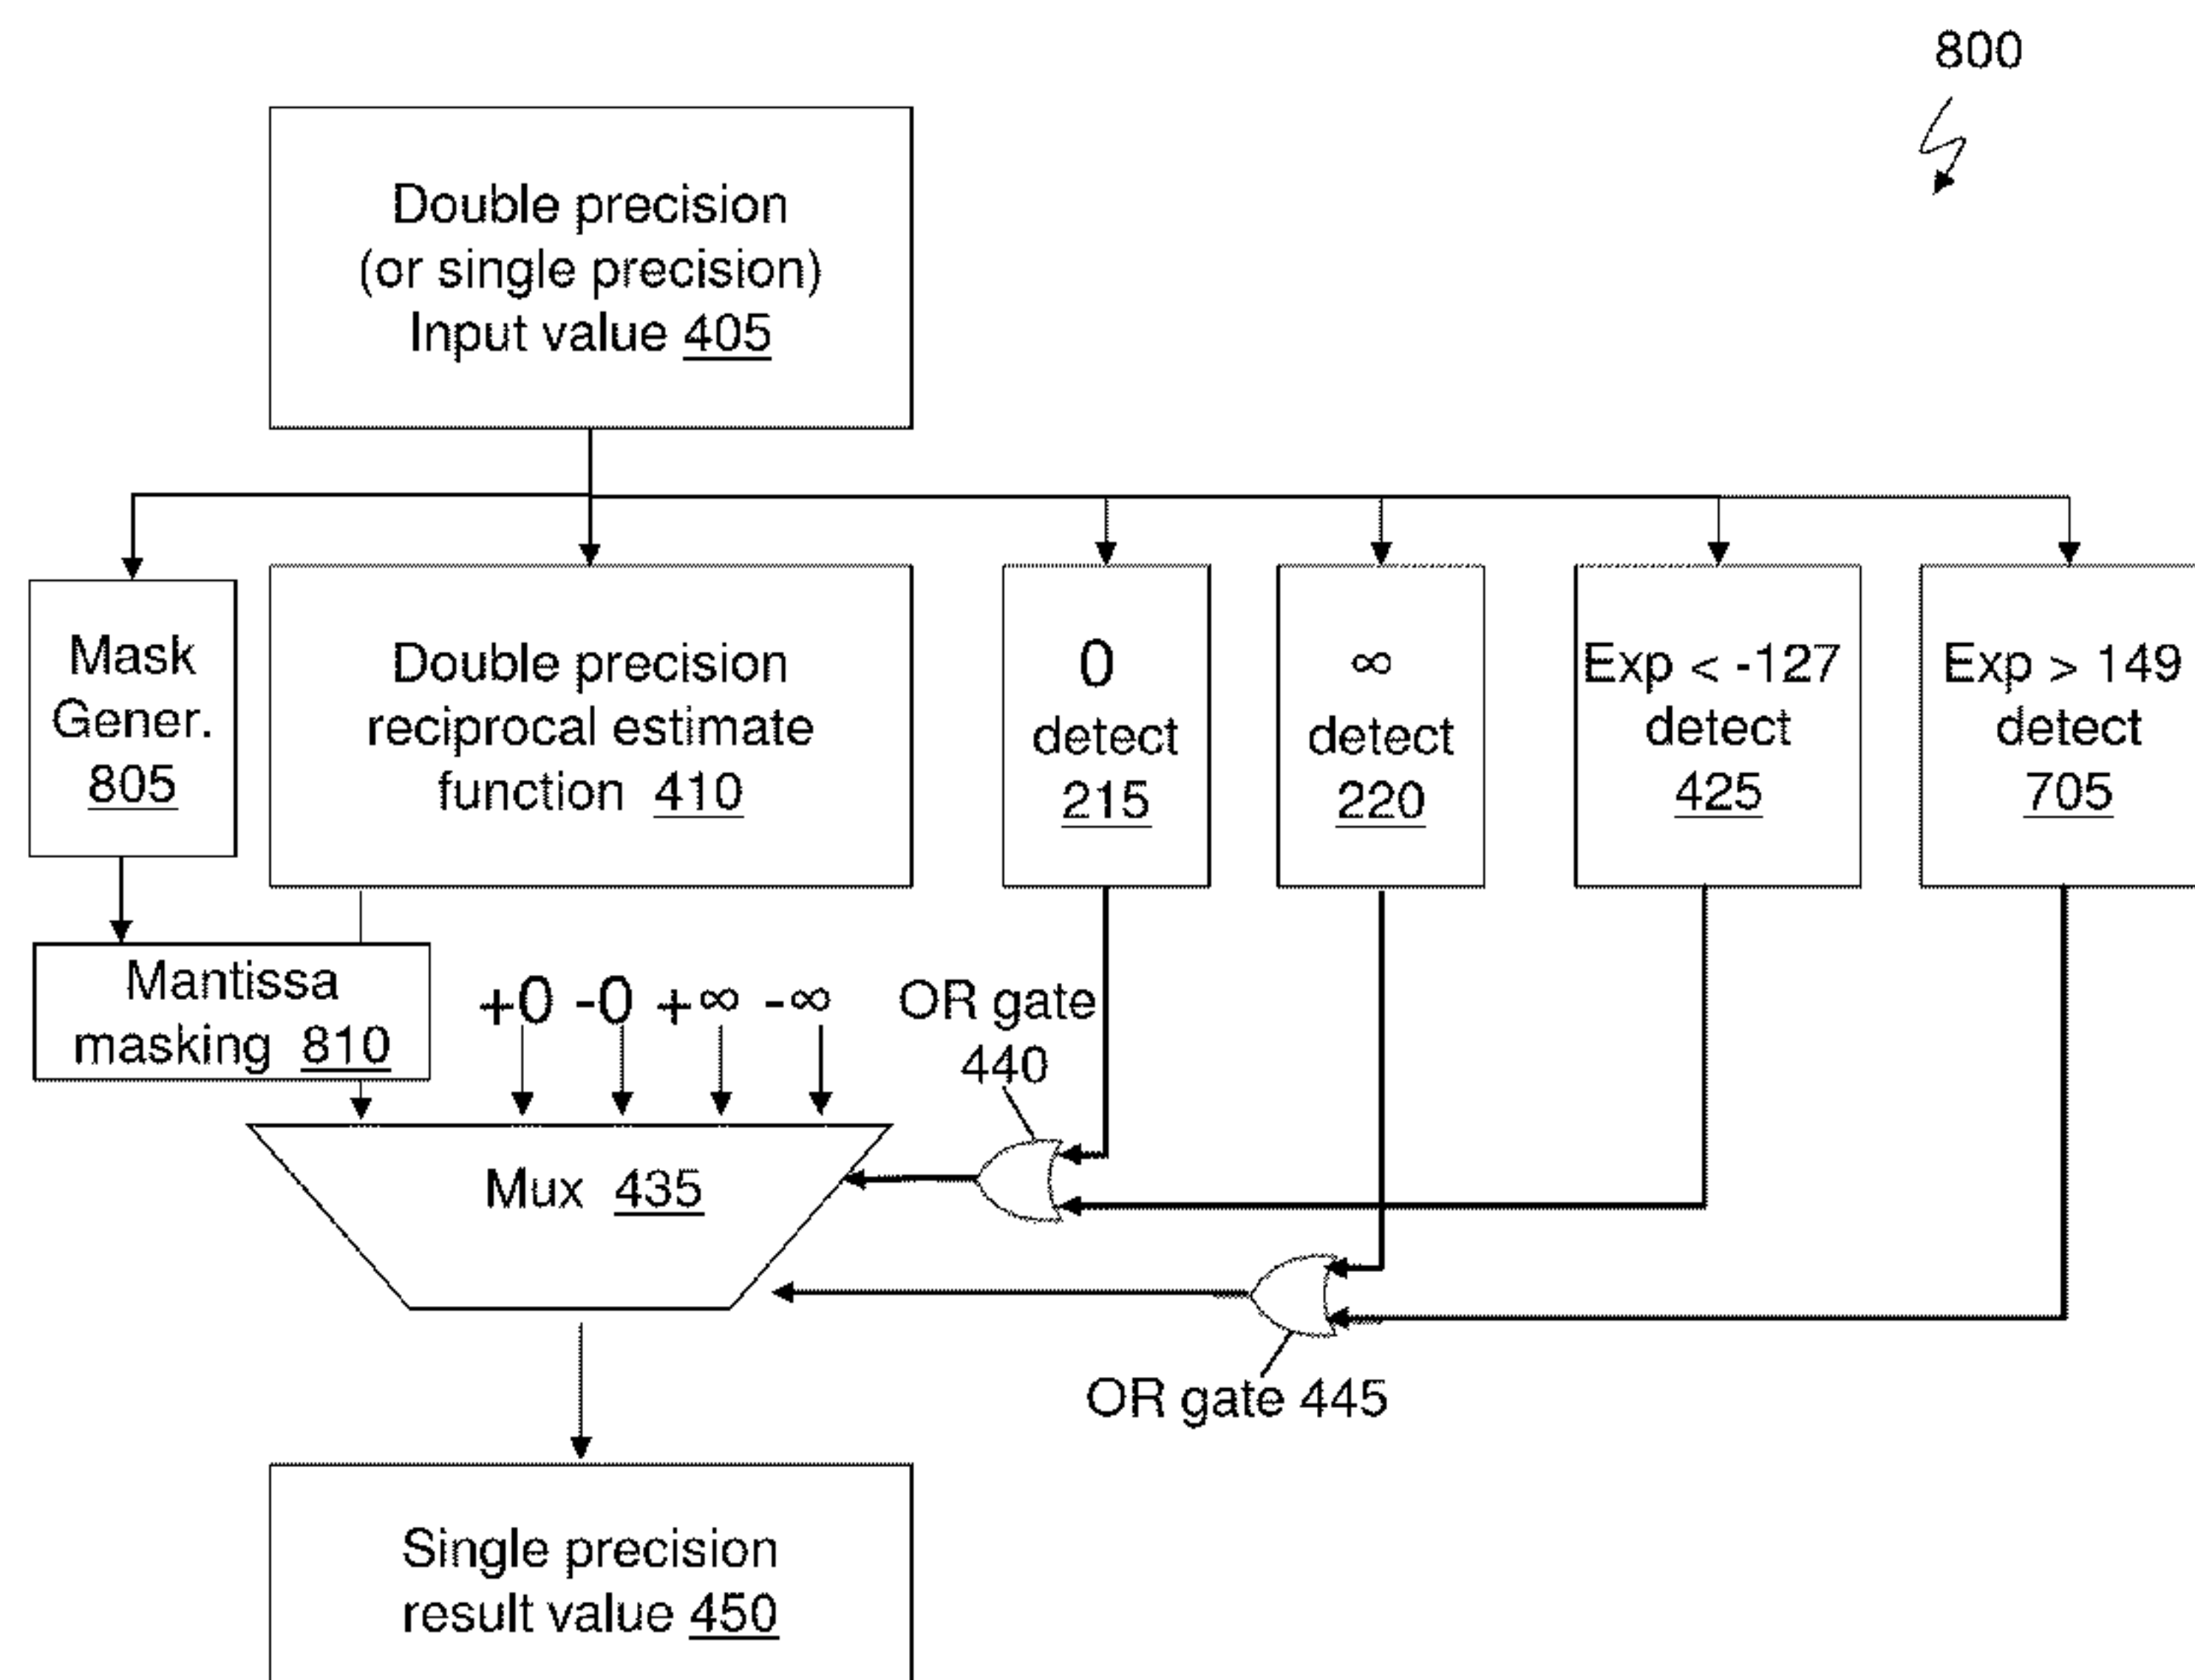 800
Double precision
(or single precision)
Input value 405
Mask
Gener.
805
Double precision
reciprocal estimate
function 410
0
detect
215
∞
detect
220
Exp < -127
detect
425
Exp > 149
detect
705
Mantissa
masking 810
+0 -0 +∞ -∞
OR gate
440
Mux 435
OR gate 445
Single precision
result value 450